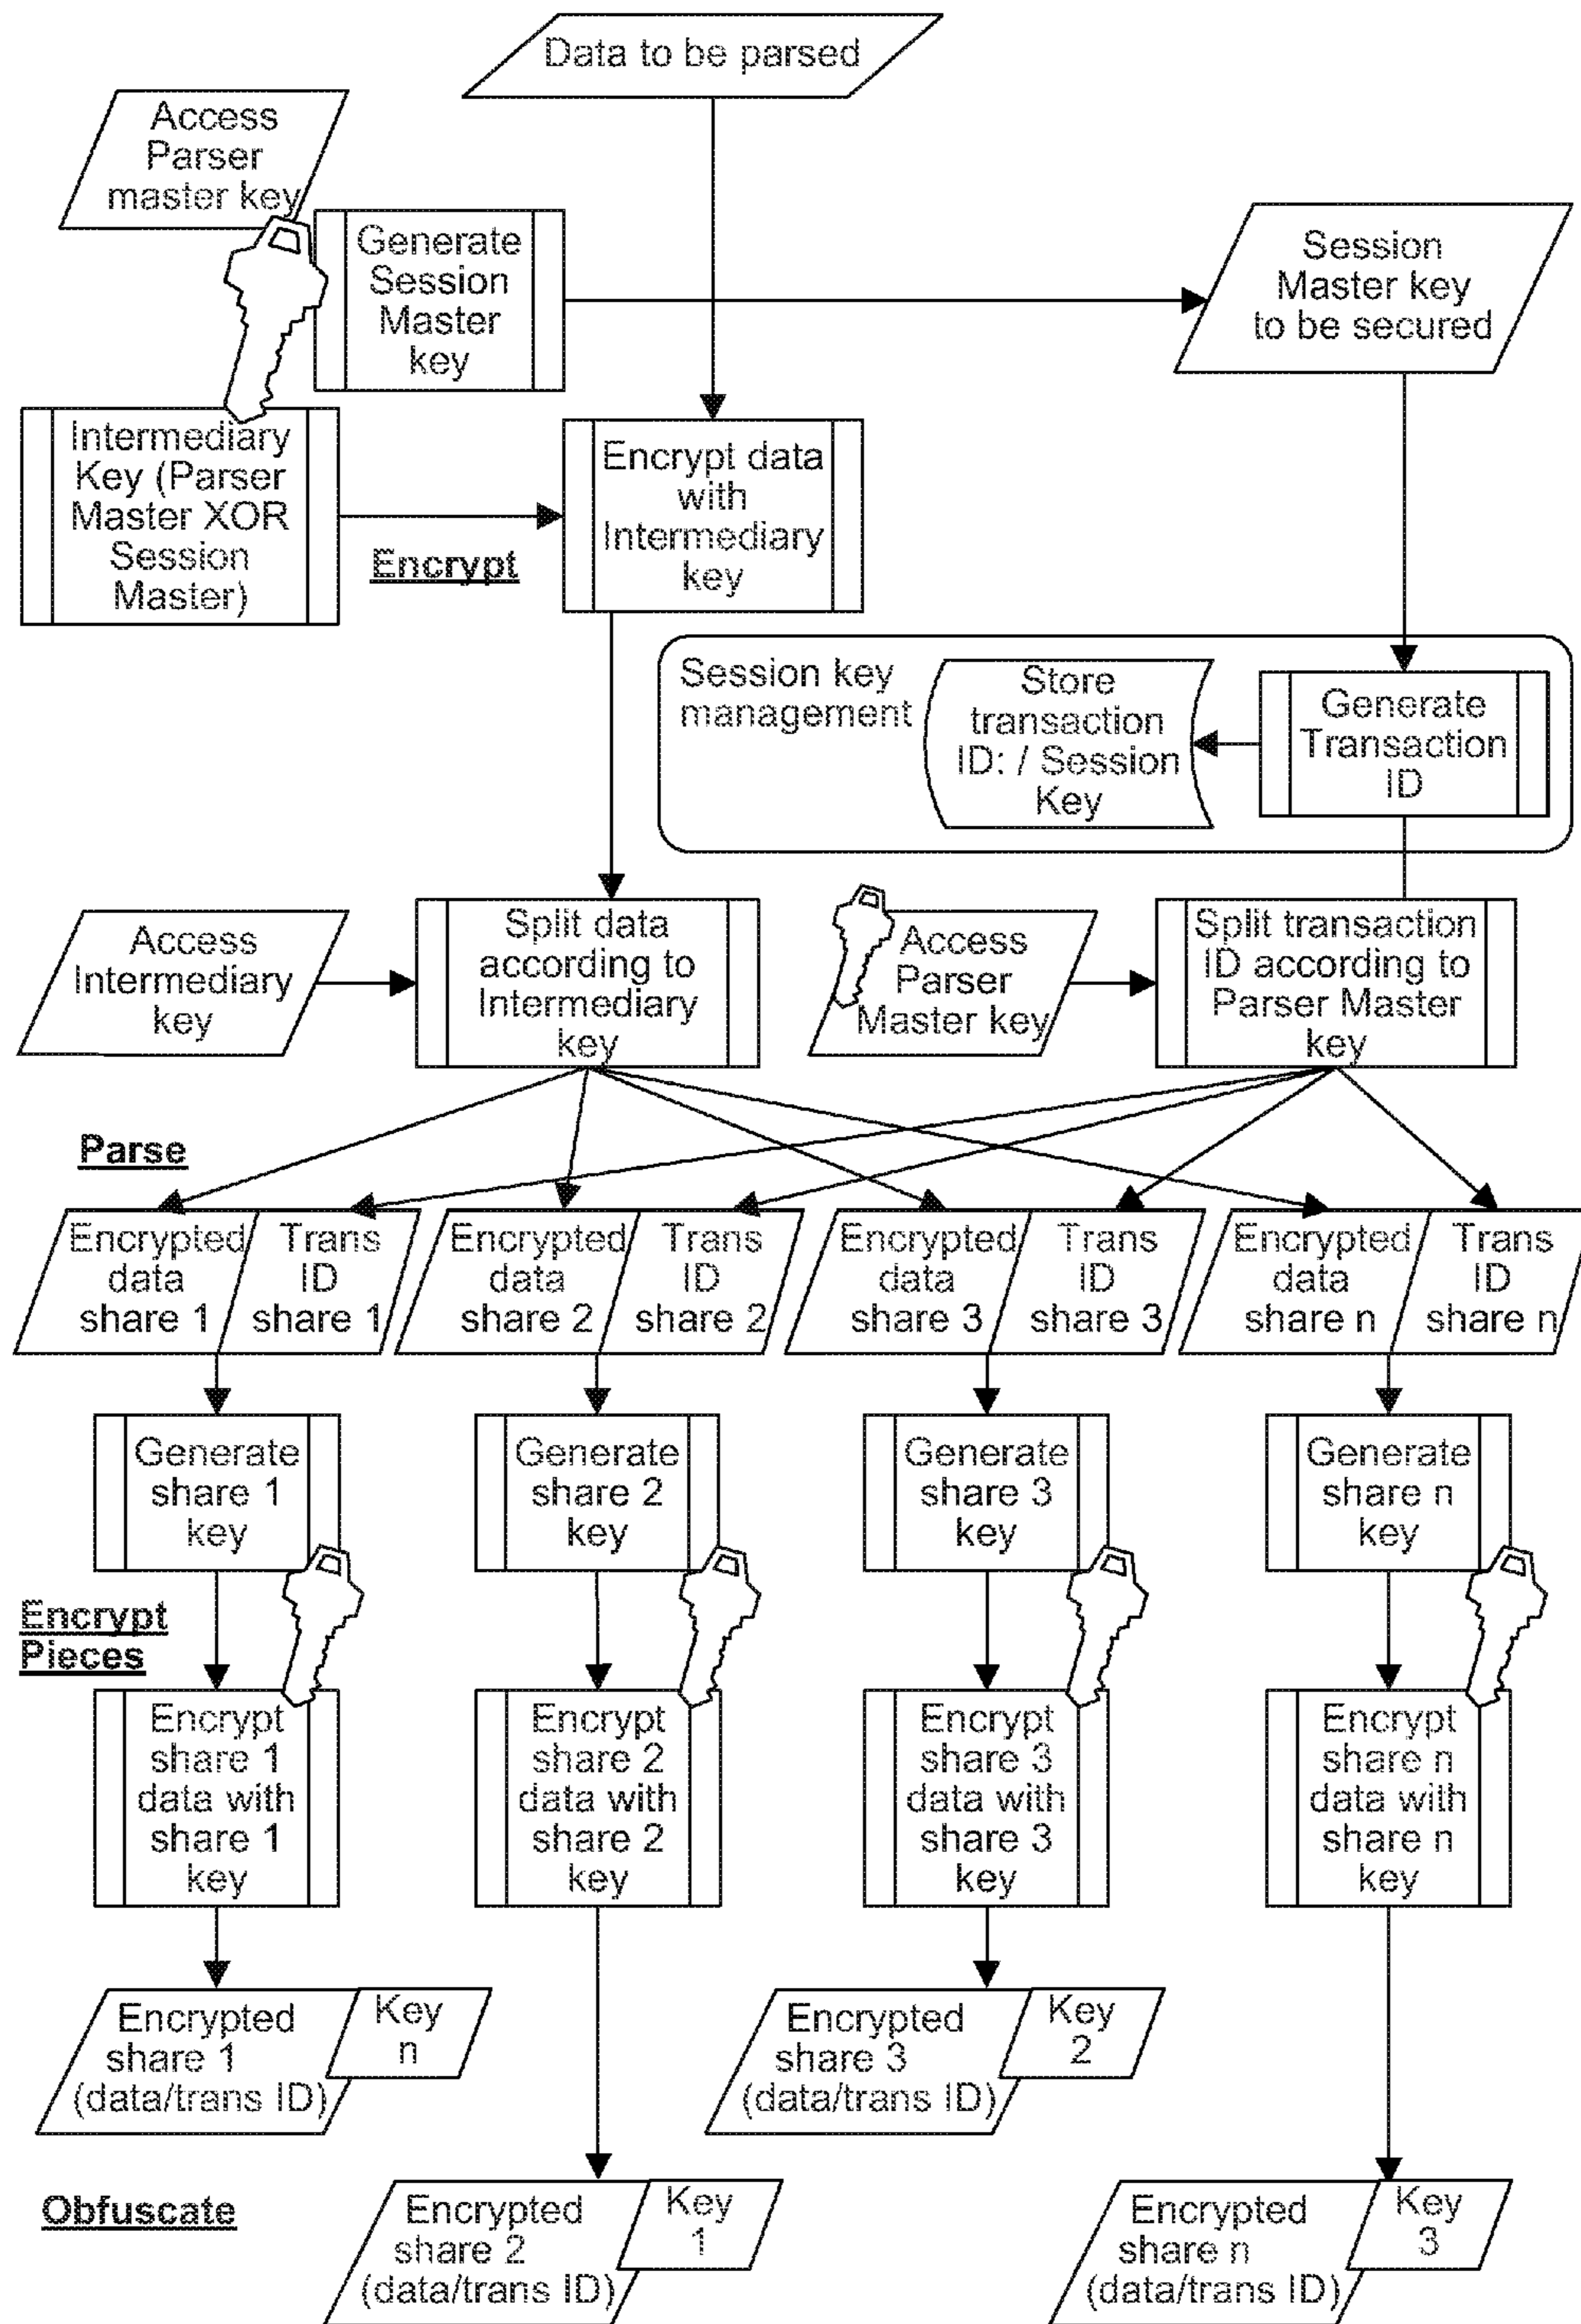 Data to be parsed
Access
Parser
master key
Generate
Session
Master
key
Session
Master key
to be secured
Intermediary
Key (Parser
Master XOR
Session
Master)
Encrypt
Encrypt data
with
Intermediary
key
Session key
management
Store
transaction
ID: / Session
Key
Generate
Transaction
ID
Access
Intermediary
key
Split data
according to
Intermediary
key
Access
Parser
Master key
Split transaction
ID according to
Parser Master
key
Parse
Encrypted
data
share 1
Trans
ID
share 1
Encrypted
data
share 2
Trans
ID
share 2
Encrypted
data
share 3
Trans
ID
share 3
Encrypted
data
share n
Trans
ID
share n
Generate
share 1
key
Generate
share 2
key
Generate
share 3
key
Generate
share n
key
Encrypt
Pieces
Encrypt
share 1
data with
share 1
key
Encrypt
share 2
data with
share 2
key
Encrypt
share 3
data with
share 3
key
Encrypt
share n
data with
share n
key
Encrypted
share 1
(data/trans ID)
Key
n
Encrypted
share 3
(data/trans ID)
Key
2
Obfuscate
Encrypted
share 2
(data/trans ID)
Key
1
Encrypted
share n
(data/trans ID)
Key
3